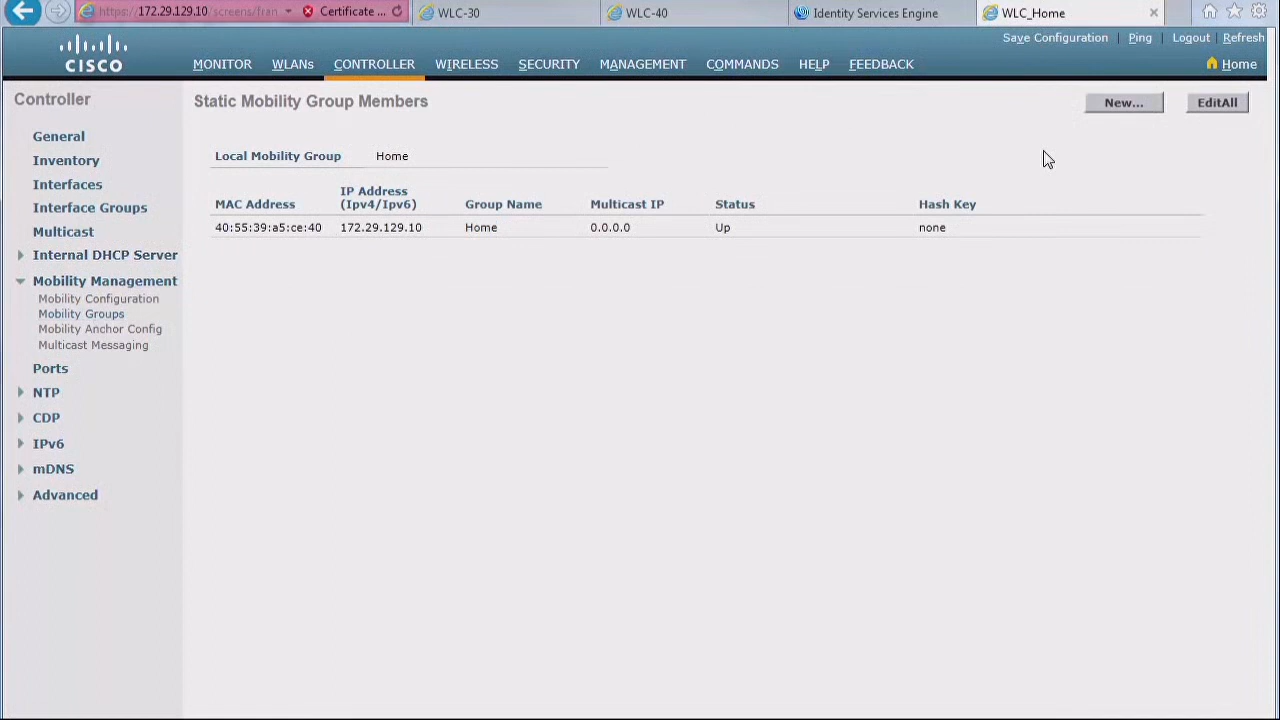 https://172.29.129.10/screens/fran Certificate ... WLC-30 WLC-40 Identity Services Engine WLC_Home
Save Configuration Ping Logout Refresh
CISCO MONITOR WLANs CONTROLLER WIRELESS SECURITY MANAGEMENT COMMANDS HELP FEEDBACK Home
Controller
General
Inventory
Interfaces
Interface Groups
Multicast
Internal DHCP Server
Mobility Management
Mobility Configuration
Mobility Groups
Mobility Anchor Config
Multicast Messaging
Ports
NTP
CDP
IPv6
mDNS
Advanced
Static Mobility Group Members New... EditAll
Local Mobility Group Home
MAC Address IP Address (Ipv4/Ipv6) Group Name Multicast IP Status Hash Key
40:55:39:a5:ce:40 172.29.129.10 Home 0.0.0.0 Up none